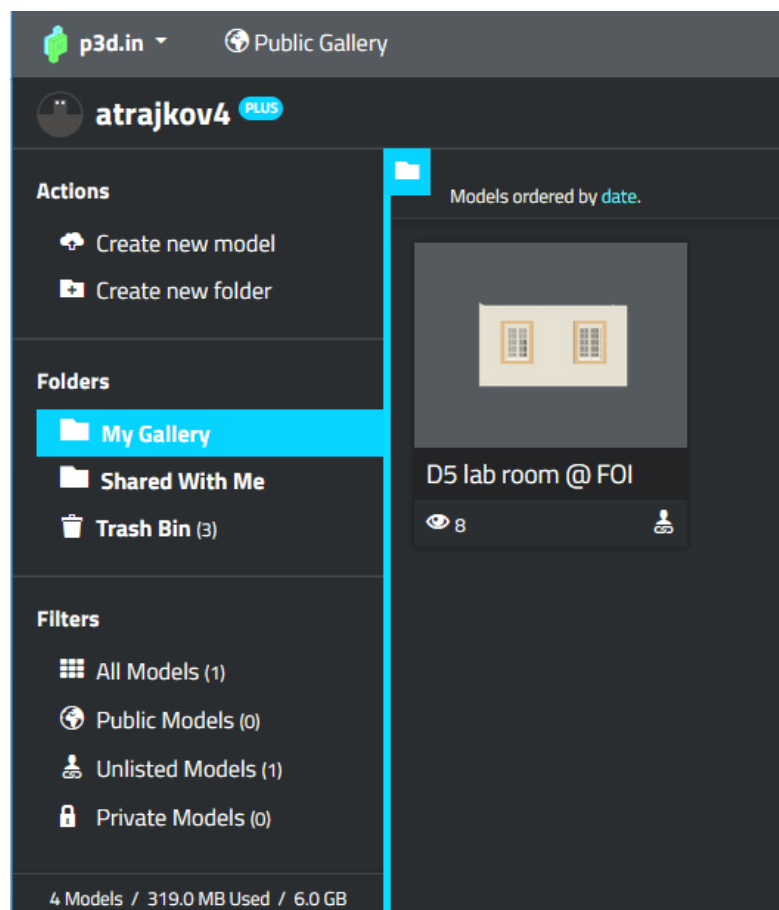 p3d.in Public Gallery
atrajkov4 PLUS
Actions
Create new model
Create new folder
Folders
My Gallery
Shared With Me
Trash Bin (3)
Filters
All Models (1)
Public Models (0)
Unlisted Models (1)
Private Models (0)
4 Models / 319.0 MB Used / 6.0 GB
Models ordered by date.
D5 lab room @ FOI
8